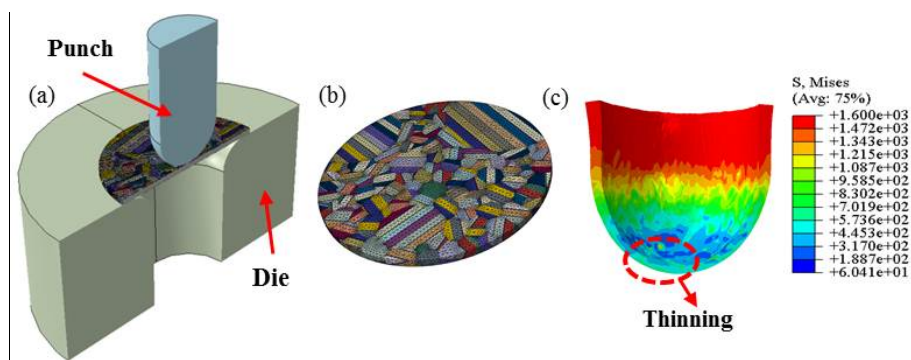 Punch
(a)
Die
(b)
(c)
Thinning
S, Mises
(Avg: 75%)
+1.600e+03
+1.472e+03
+1.343e+03
+1.215e+03
+1.087e+03
+9.585e+02
+8.302e+02
+7.019e+02
+5.736e+02
+4.453e+02
+3.170e+02
+1.887e+02
+6.041e+01